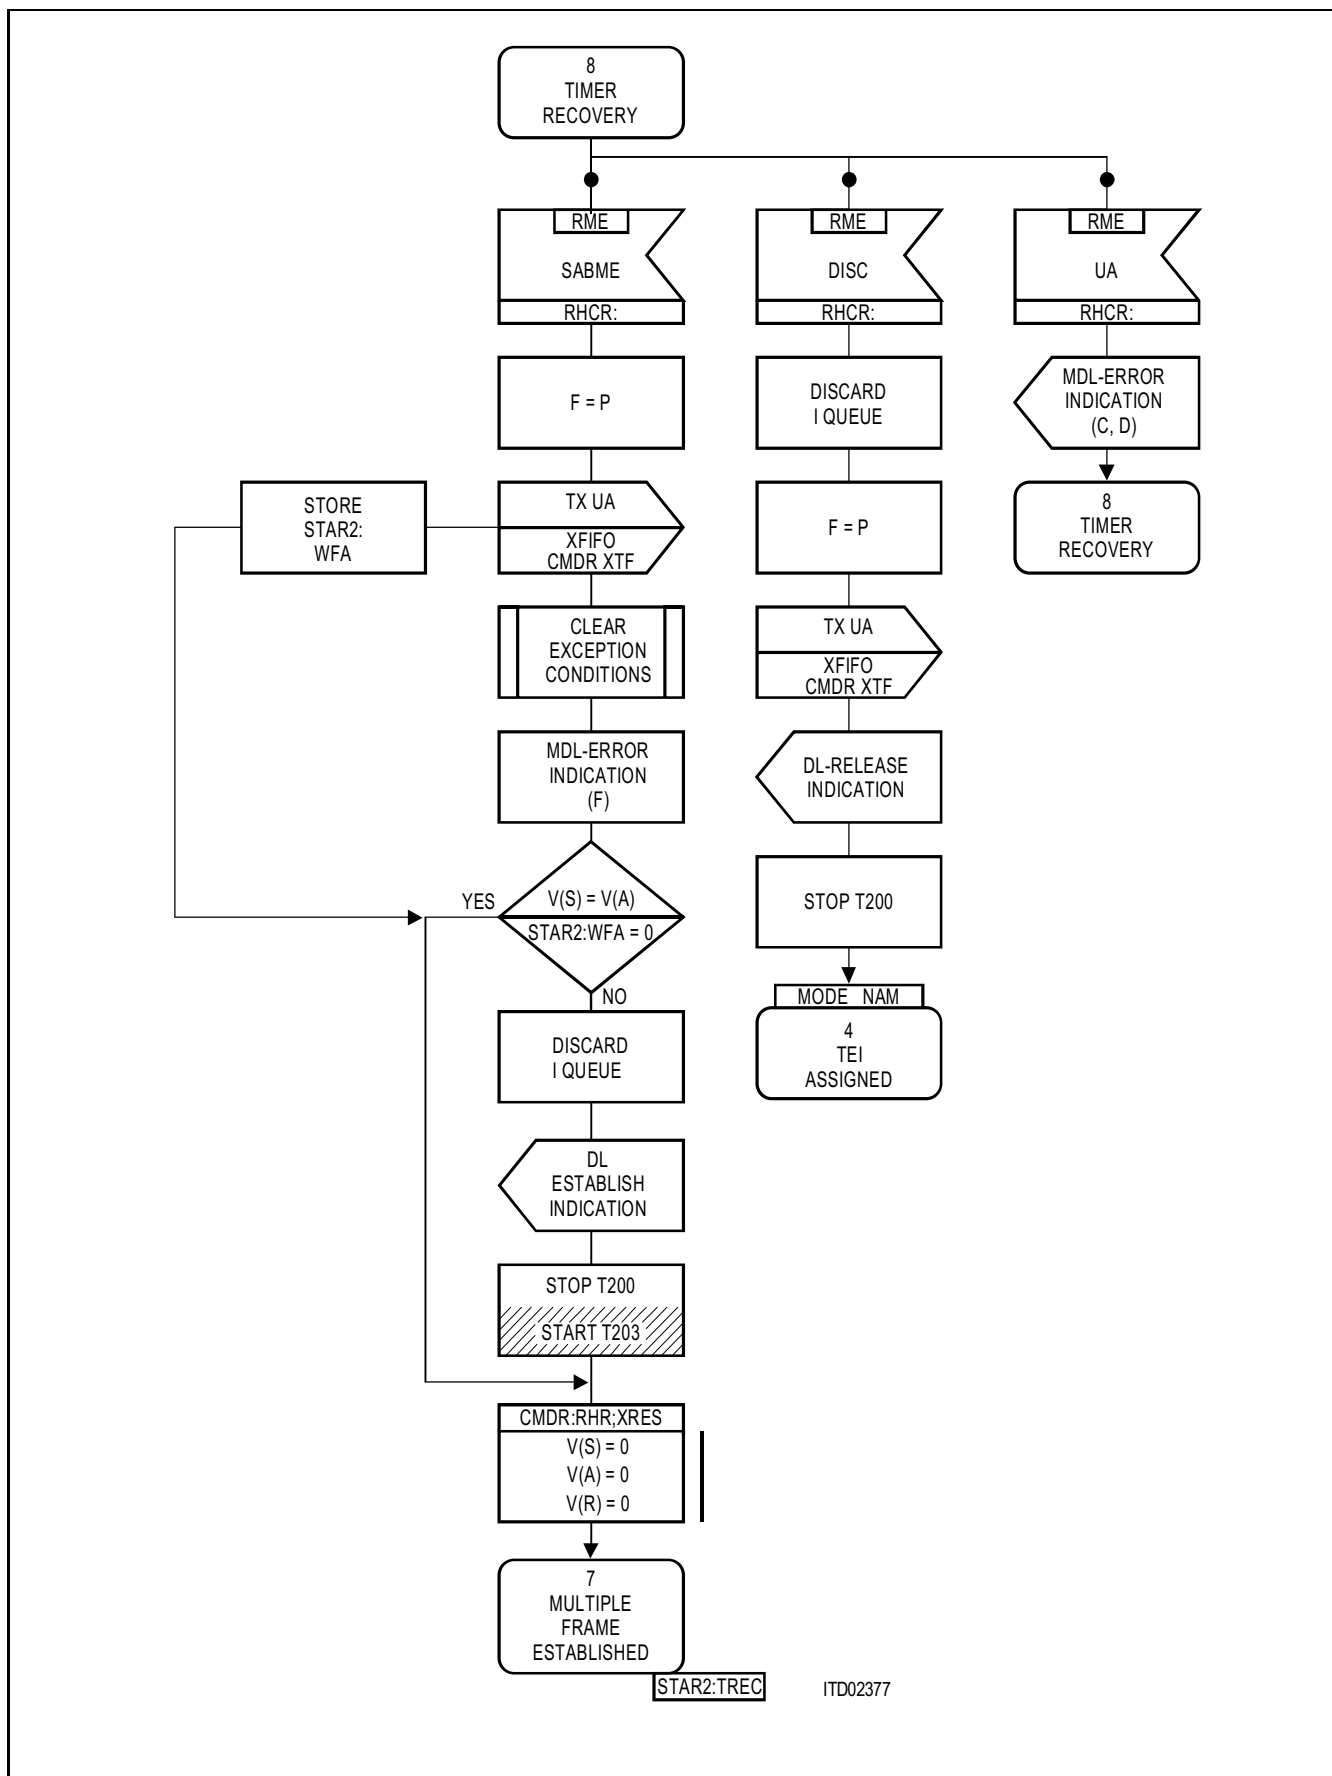 8
TIMER
RECOVERY
RME
SABME
RHCR:
RME
DISC
RHCR:
RME
UA
RHCR:
F = P
DISCARD
I QUEUE
MDL-ERROR
INDICATION
(C, D)
STORE
STAR2:
WFA
TX UA
XFIFO
CMDR XTF
F = P
8
TIMER
RECOVERY
CLEAR
EXCEPTION
CONDITIONS
TX UA
XFIFO
CMDR XTF
MDL-ERROR
INDICATION
(F)
DL-RELEASE
INDICATION
YES
V(S) = V(A)
STAR2:WFA = 0
NO
STOP T200
MODE NAM
4
TEI
ASSIGNED
DISCARD
I QUEUE
DL
ESTABLISH
INDICATION
STOP T200
START T203
CMDR:RHR;XRES
V(S) = 0
V(A) = 0
V(R) = 0
7
MULTIPLE
FRAME
ESTABLISHED
STAR2:TREC
ITD02377